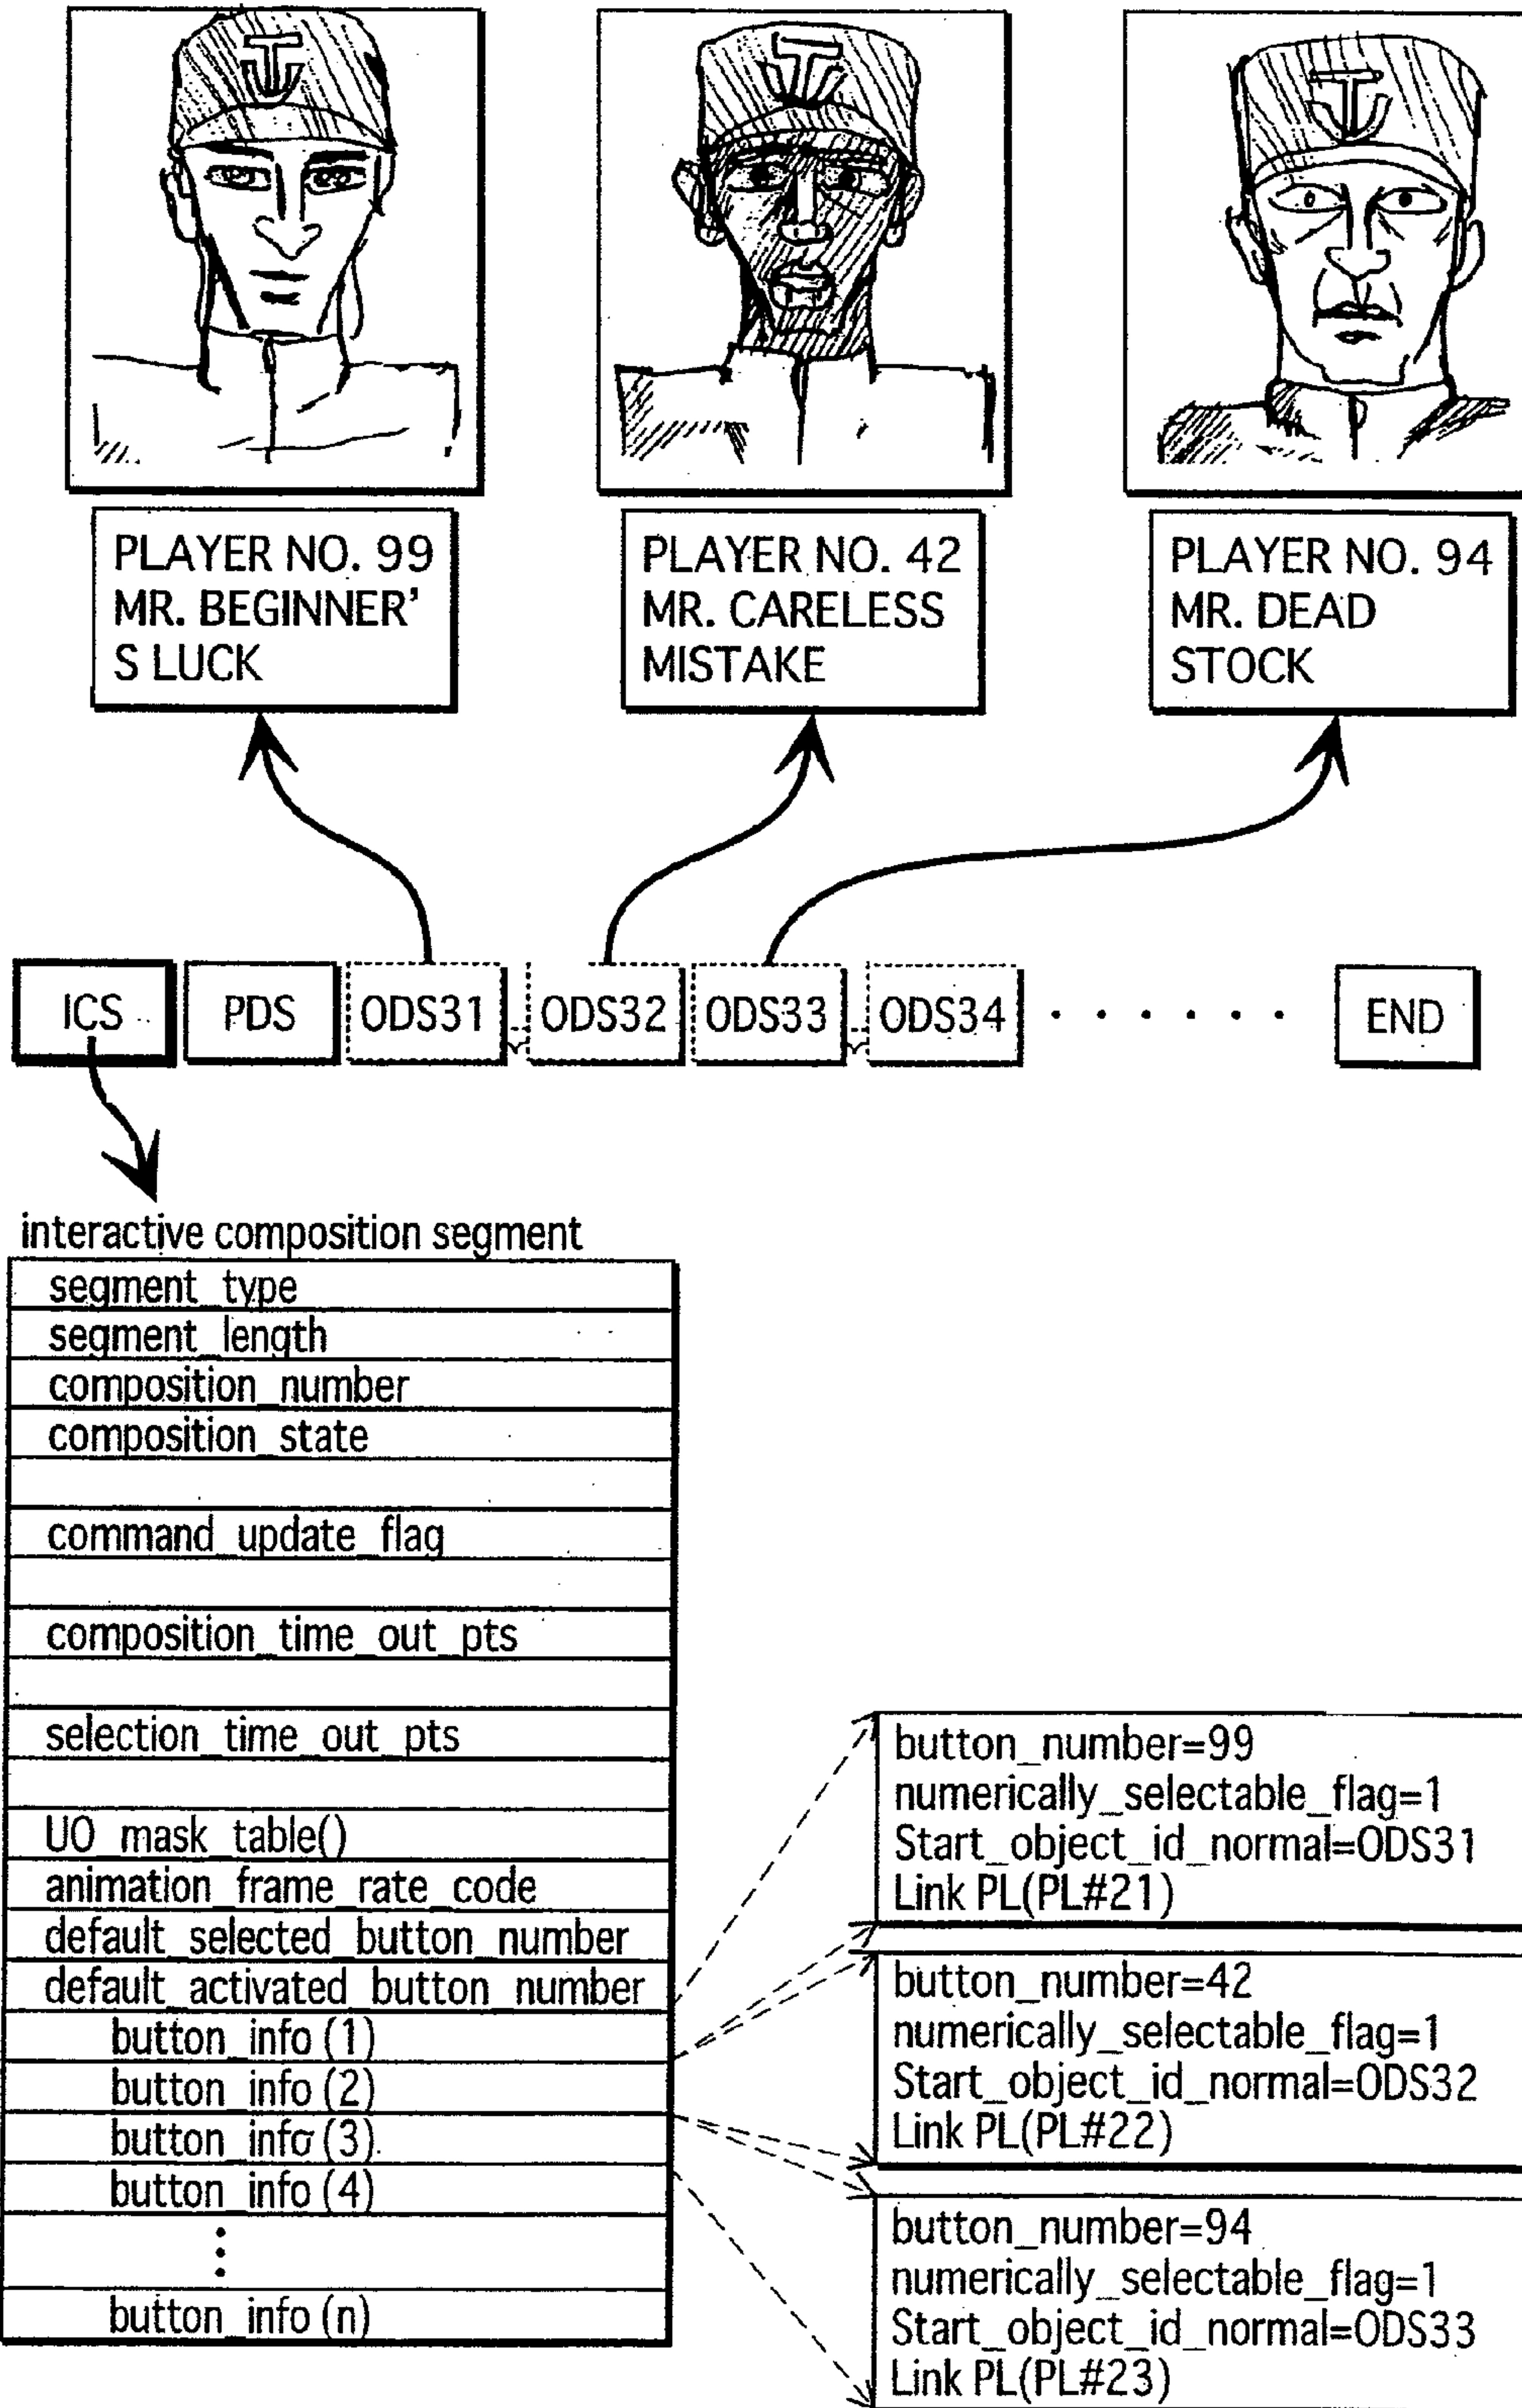 PLAYER NO. 99
MR. BEGINNER'
S LUCK
PLAYER NO. 42
MR. CARELESS
MISTAKE
PLAYER NO. 94
MR. DEAD
STOCK
ICS PDS ODS31 ODS32 ODS33 ODS34 · · · · · · END
interactive composition segment
segment_type
segment_length
composition_number
composition_state
command_update_flag
composition_time_out_pts
selection_time_out_pts
UO_mask_table()
animation_frame_rate_code
default_selected_button_number
default_activated_button_number
button_info (1)
button_info (2)
button_info (3)
button_info (4)
button_info (n)
button_number=99
numerically_selectable_flag=1
Start_object_id_normal=ODS31
Link PL(PL#21)
button_number=42
numerically_selectable_flag=1
Start_object_id_normal=ODS32
Link PL(PL#22)
button_number=94
numerically_selectable_flag=1
Start_object_id_normal=ODS33
Link PL(PL#23)